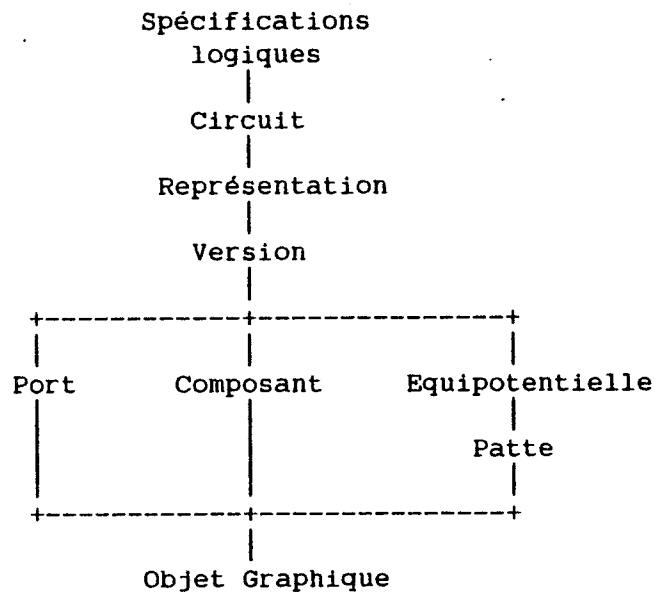 Spécifications
logiques
Circuit
Représentation
Version
Port Composant Equipotentielle
Patte
Objet Graphique